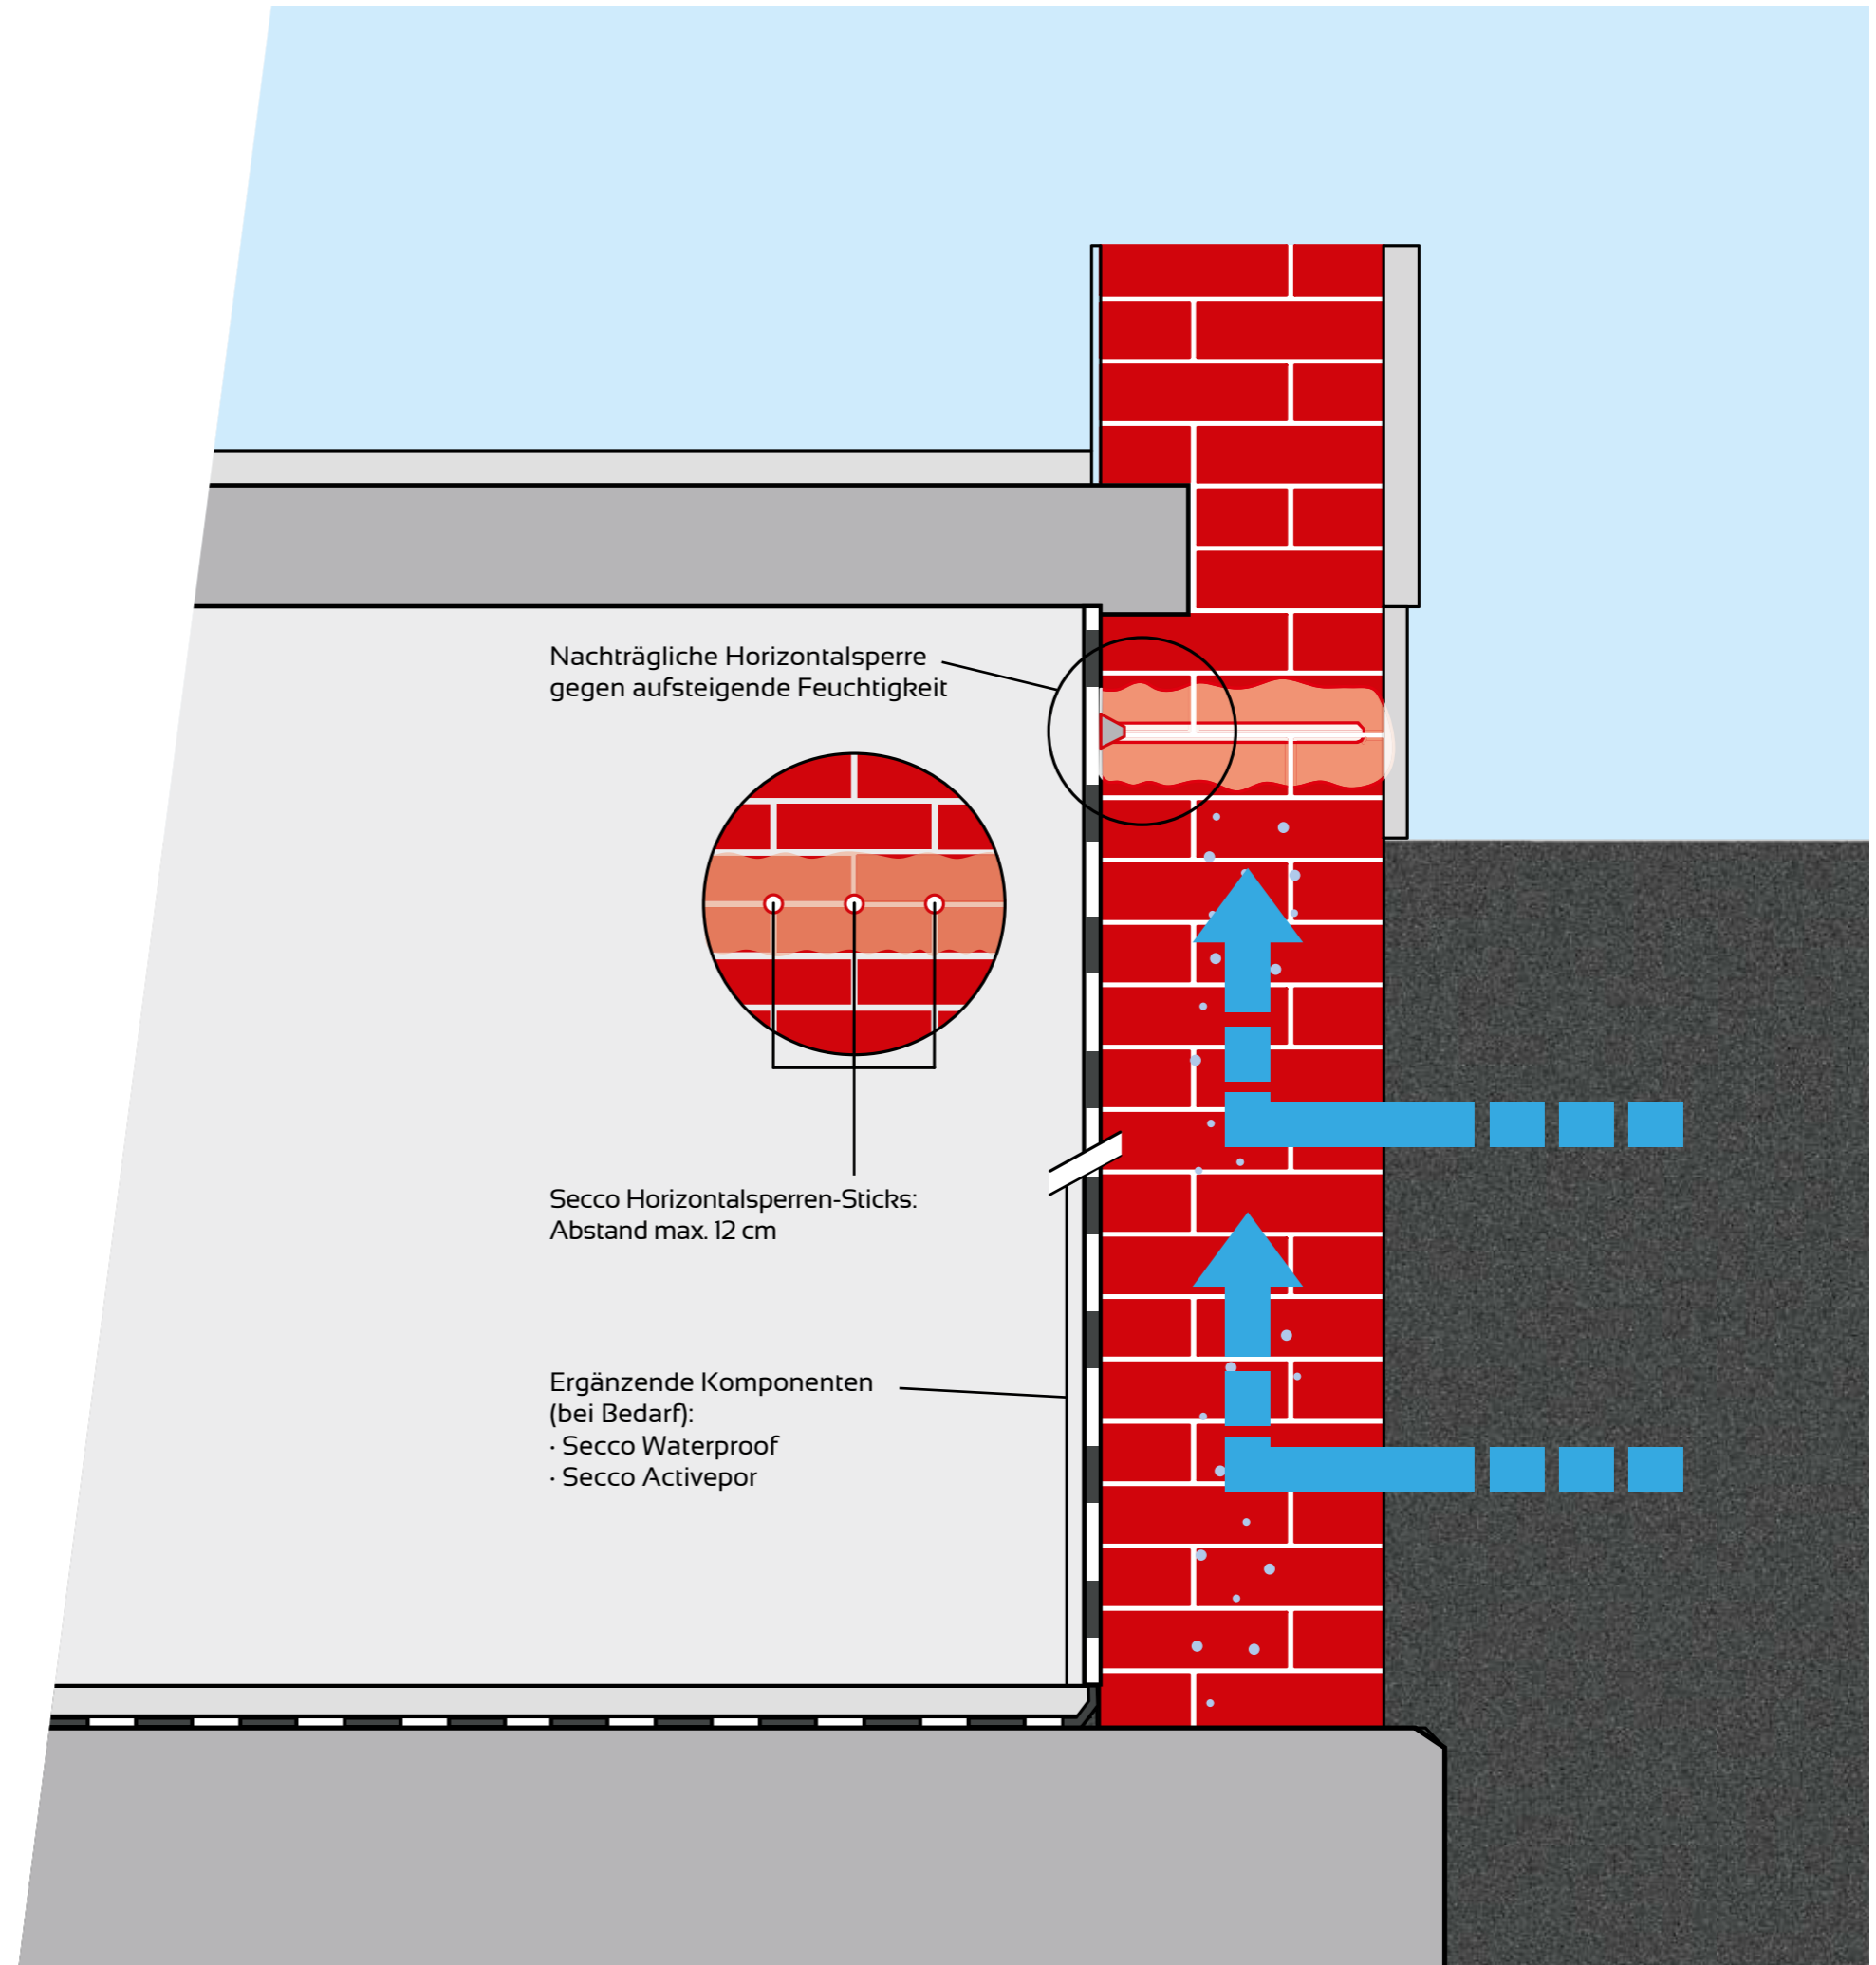 Nachträgliche Horizontalsperre
gegen aufsteigende Feuchtigkeit
Secco Horizontalsperren-Sticks:
Abstand max. 12 cm
Ergänzende Komponenten
(bei Bedarf):
· Secco Waterproof
· Secco Activepor